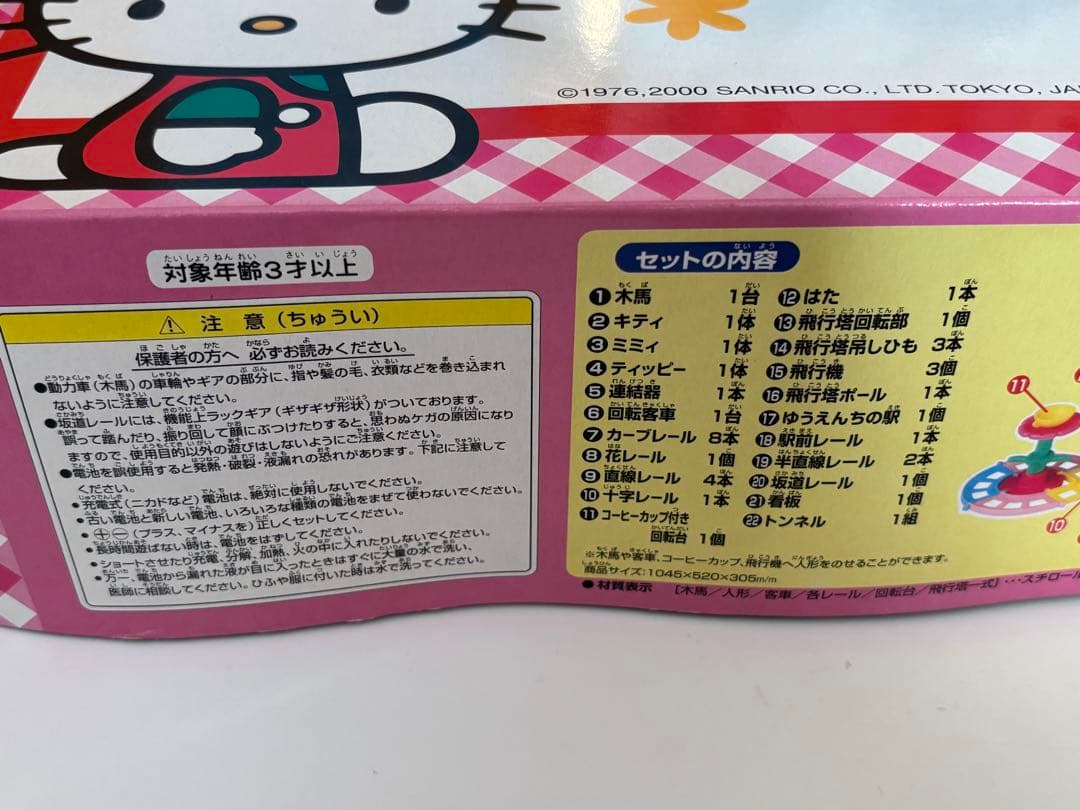 ©1976,2000 SANRIO CO., LTD. TOKYO, JA
対象年齢3才以上
注 意 (ちゅうい)
保護者の方へ 必ずお読みください。
●動力車(木馬)の車輪やギアの部分に、指や髪の毛、衣類などを巻き込まれ
ないように注意してください。
●坂道レールには、機能上ラックギア(ギザギザ形状)がついております。
誤って踏んだり、振り回して顔にぶつけたりすると、思わぬケガの原因になり
ますので、使用目的以外の遊びはしないようにご注意ください。
●電池を誤使用すると発熱・破裂・液漏れの恐れがあります。下記に注意して
ください。
・充電式(ニカドなど)電池は、絶対に使用しないでください。
・古い電池と新しい電池、いろいろな種類の電池をまぜて使わないでください。
・⊕⊖(プラス、マイナスを)正しくセットしてください。
・長時間遊ばない時は、電池をはずしてください。
・ショートさせたり充電、分解、加熱、火の中に入れたりしないでください。
・万一、電池から漏れた液が目に入ったときはすぐに大量の水で洗い、
医師に相談してください。ひふや服に付いた時は水で洗ってください。
セットの内容
❶木馬 1台
❷キティ 1体
❸ミミィ 1体
❹ティッピー 1体
❺連結器 1本
❻回転客車 1台
❼カーブレール 8本
❽花レール 1個
❾直線レール 4本
❿十字レール 1本
⓫コーヒーカップ付き
回転台 1個
⓬はた 1本
⓭飛行塔回転部 1個
⓮飛行塔吊しひも 3本
⓯飛行機 3個
⓰飛行塔ポール 1本
⓱ゆうえんちの駅 1個
⓲駅前レール 1本
⓳半直線レール 2本
⓴坂道レール 1個
㉑看板 1個
㉒トンネル 1組
※木馬や客車、コーヒーカップ、飛行機へ人形をのせることができます。
商品サイズ:1045×520×305m/m
●材質表示 [木馬/人形/客車/各レール/回転台/飛行塔一式]…スチロール
⓫
❿